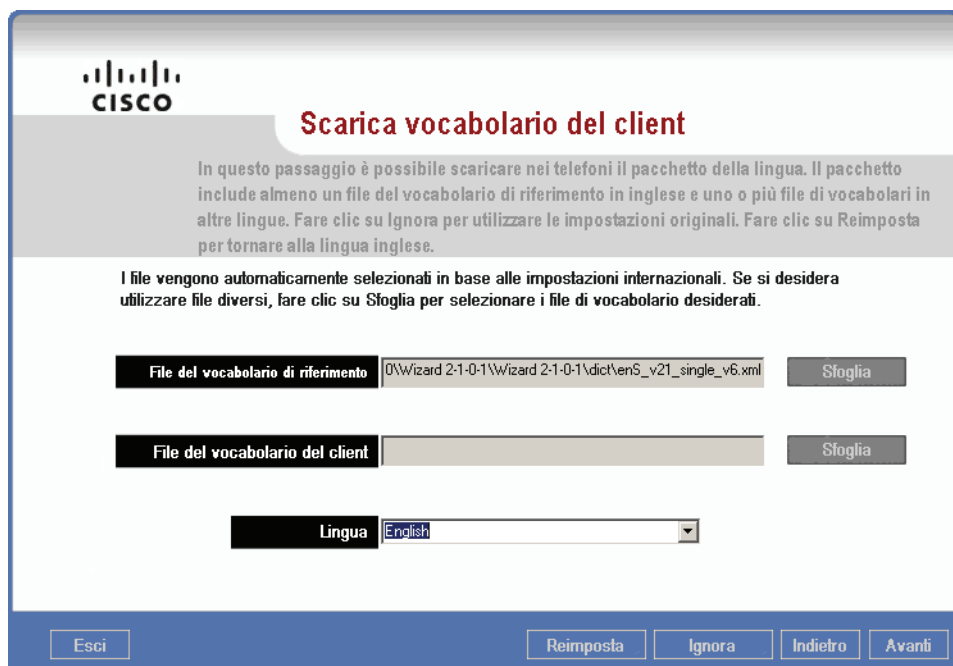 CISCO
Scarica vocabolario del client
In questo passaggio è possibile scaricare nei telefoni il pacchetto della lingua. Il pacchetto
include almeno un file del vocabolario di riferimento in inglese e uno o più file di vocabolari in
altre lingue. Fare clic su Ignora per utilizzare le impostazioni originali. Fare clic su Reimposta
per tornare alla lingua inglese.
I file vengono automaticamente selezionati in base alle impostazioni internazionali. Se si desidera
utilizzare file diversi, fare clic su Sfoglia per selezionare i file di vocabolario desiderati.
File del vocabolario di riferimento 0\Wizard 2-1-0-1\Wizard 2-1-0-1\dict\enS_v21_single_v6.xml Sfoglia
File del vocabolario del client Sfoglia
Lingua English
Esci Reimposta Ignora Indietro Avanti